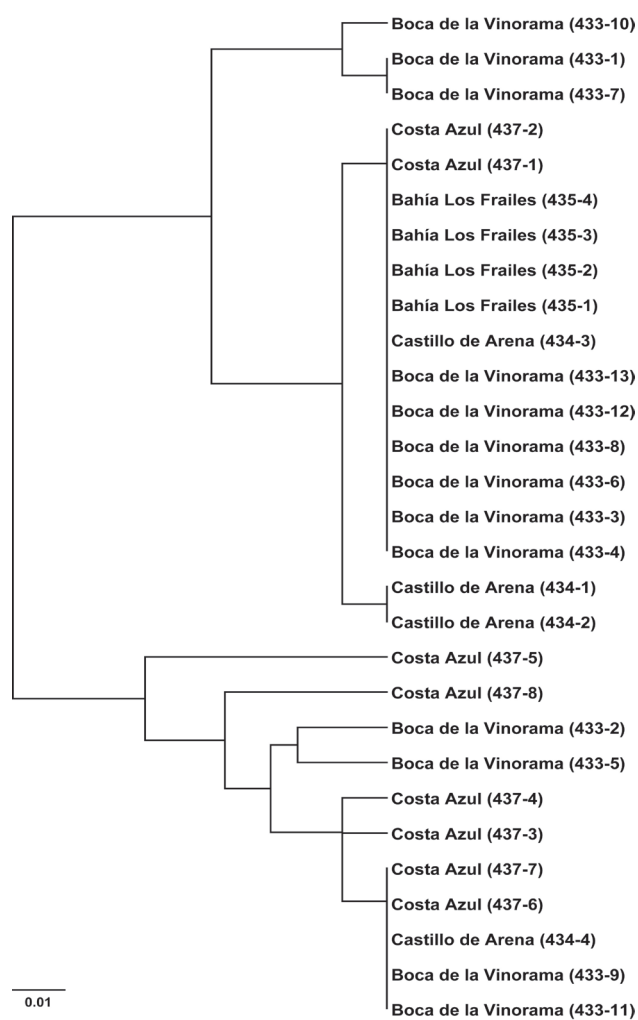 Boca de la Vinorama (433-10)
Boca de la Vinorama (433-1)
Boca de la Vinorama (433-7)
Costa Azul (437-2)
Costa Azul (437-1)
Bahía Los Frailes (435-4)
Bahía Los Frailes (435-3)
Bahía Los Frailes (435-2)
Bahía Los Frailes (435-1)
Castillo de Arena (434-3)
Boca de la Vinorama (433-13)
Boca de la Vinorama (433-12)
Boca de la Vinorama (433-8)
Boca de la Vinorama (433-6)
Boca de la Vinorama (433-3)
Boca de la Vinorama (433-4)
Castillo de Arena (434-1)
Castillo de Arena (434-2)
Costa Azul (437-5)
Costa Azul (437-8)
Boca de la Vinorama (433-2)
Boca de la Vinorama (433-5)
Costa Azul (437-4)
Costa Azul (437-3)
Costa Azul (437-7)
Costa Azul (437-6)
Castillo de Arena (434-4)
Boca de la Vinorama (433-9)
Boca de la Vinorama (433-11)
0.01